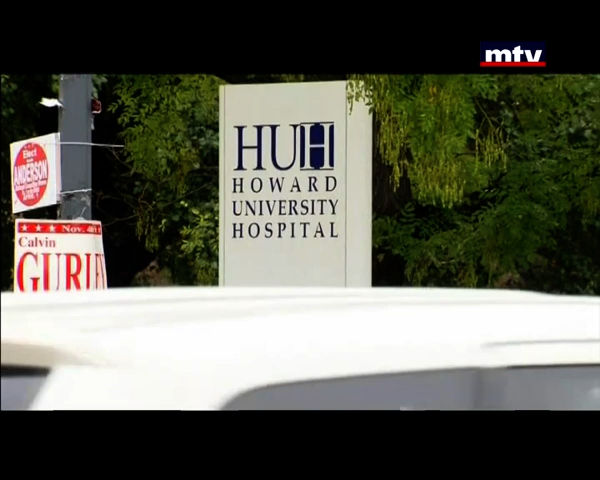 mtv
HUH
HOWARD
UNIVERSITY
HOSPITAL
Elect
ANDERSON
★ ★ ★ Nov. 4th
Calvin
GURLEY